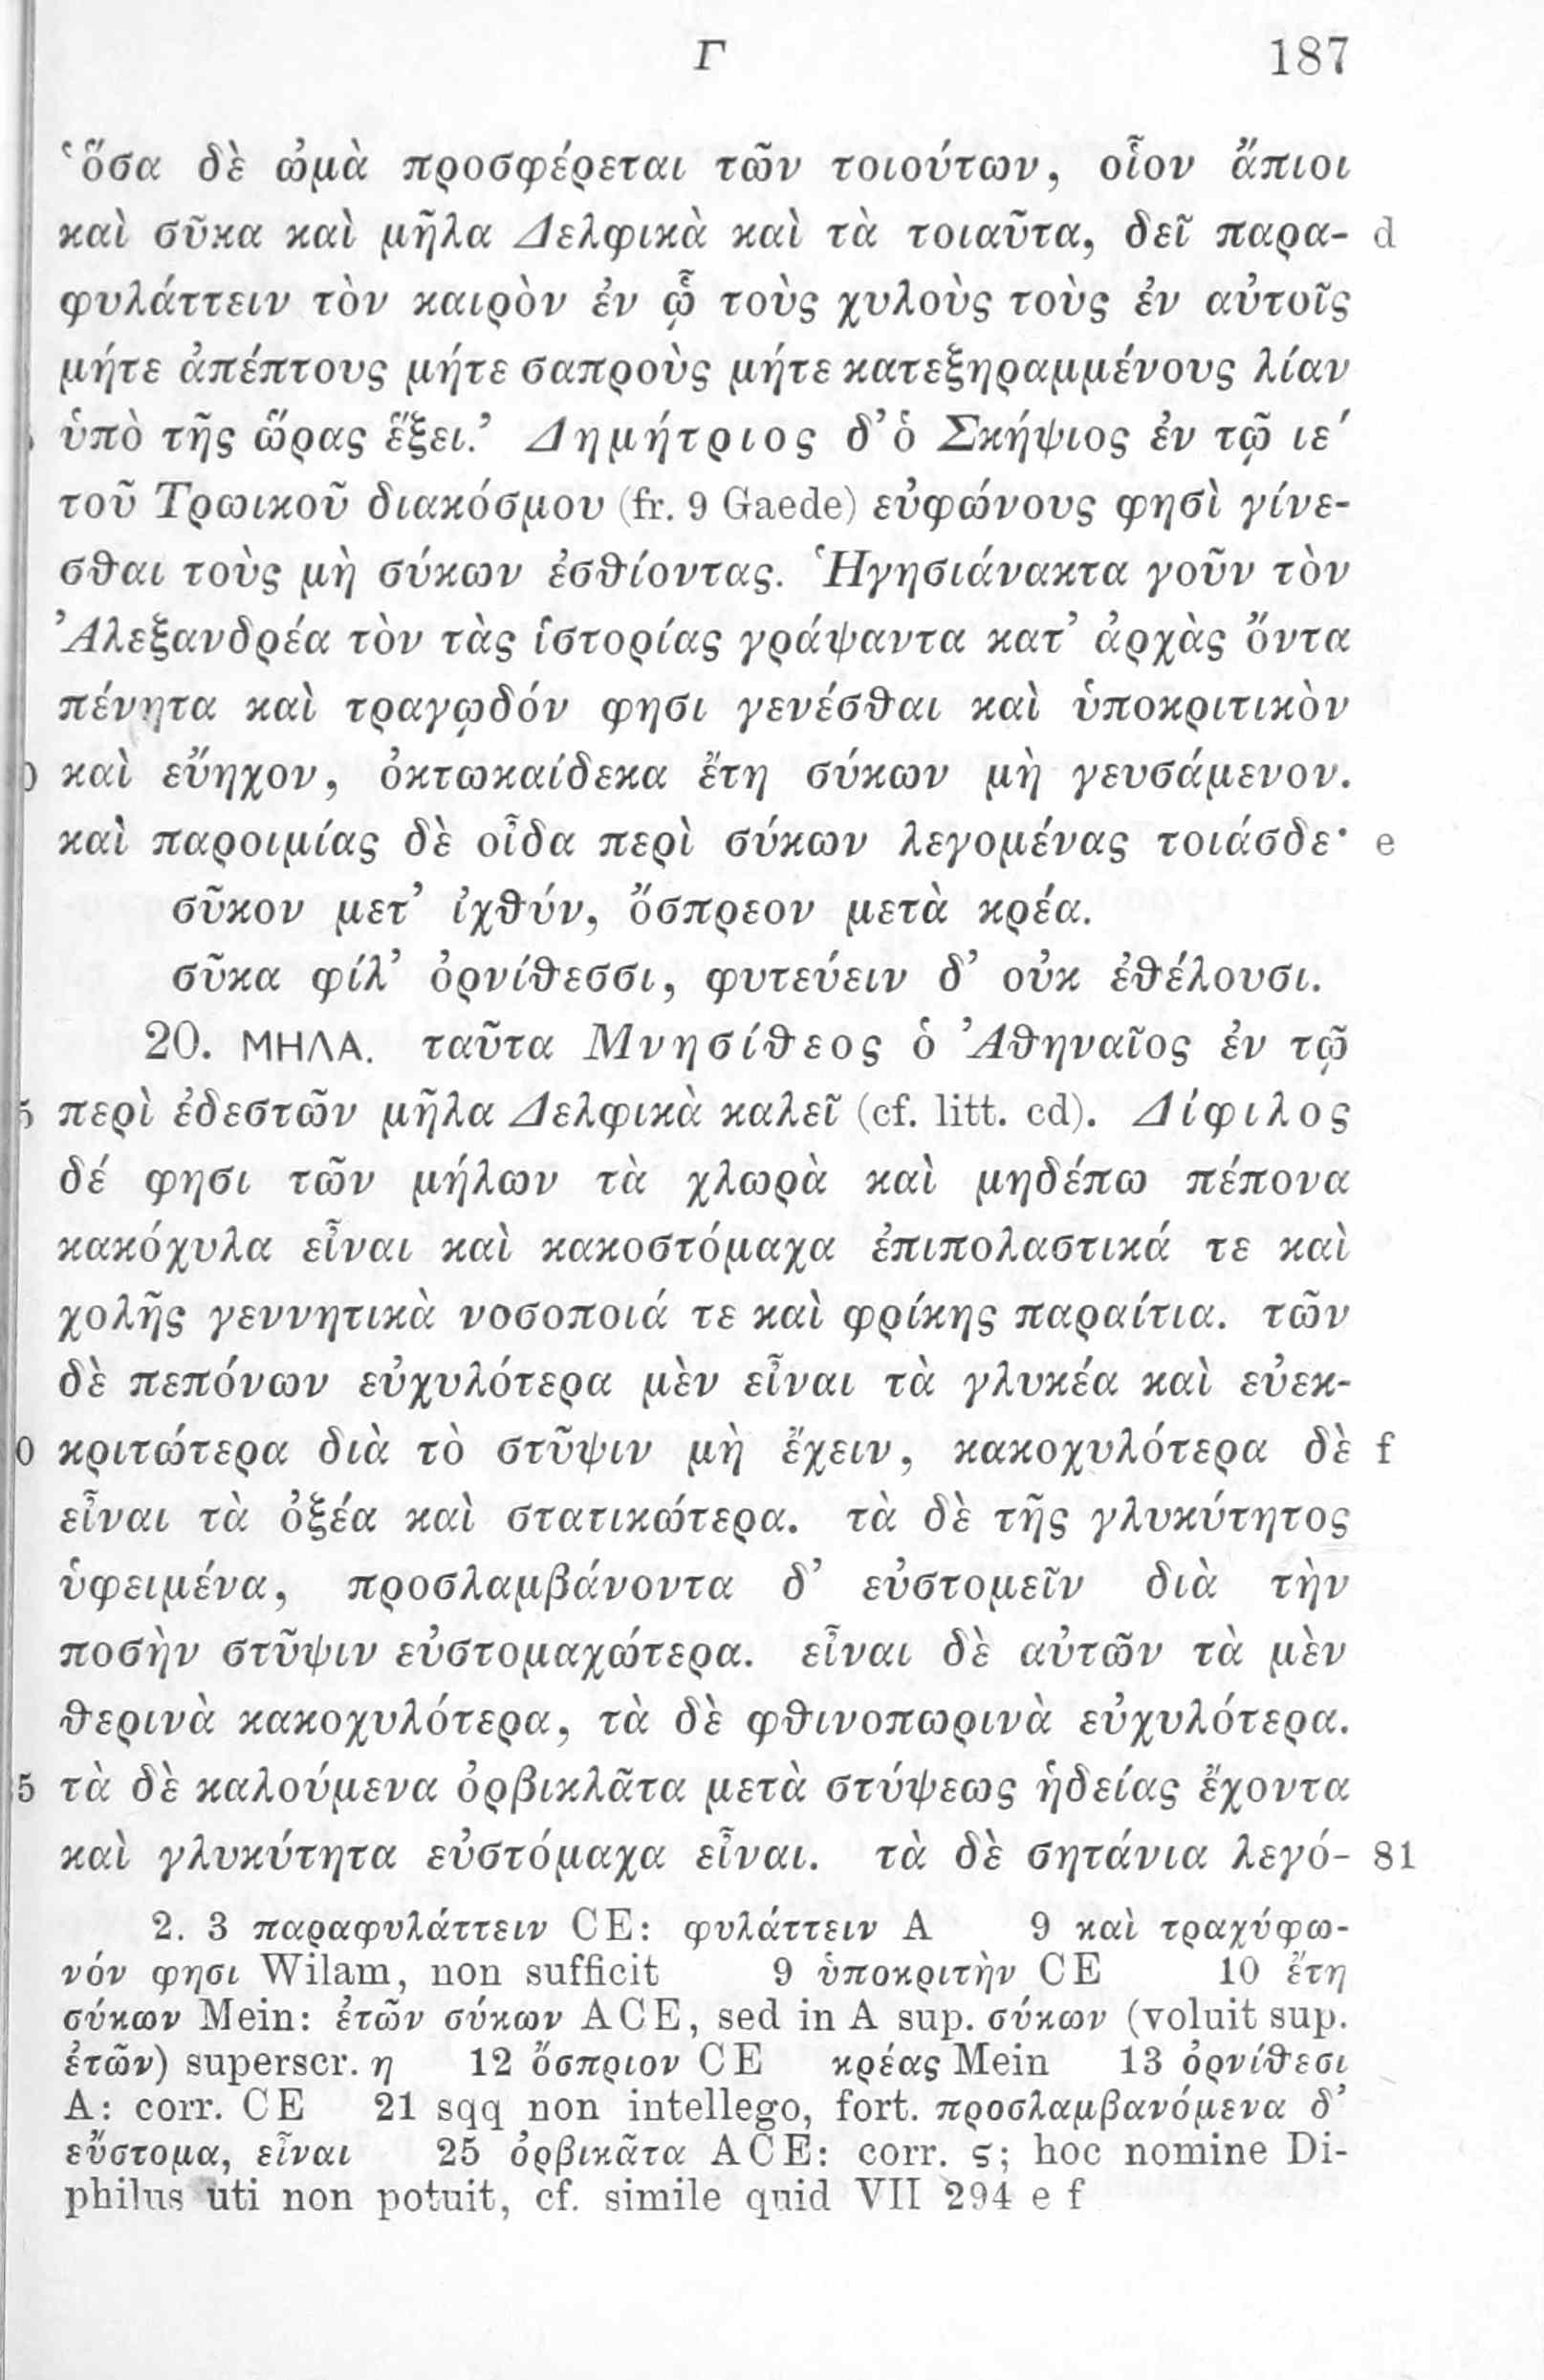 Γ 187
‘ὅσα δὲ ὠμὰ προσφέρεται τῶν τοιούτων, οἷον ἄπιοι
καὶ σῦκα καὶ μῆλα Δελφικὰ καὶ τὰ τοιαῦτα, δεῖ παρα- d
φυλάττειν τὸν καιρὸν ἐν ᾧ τοὺς χυλοὺς τοὺς ἐν αὐτοῖς
μήτε ἀπέπτους μήτε σαπροὺς μήτε κατεξηραμμένους λίαν
ὑπὸ τῆς ὥρας ἕξει.’ Δημήτριος δ’ ὁ Σκήψιος ἐν τῷ ιε′
τοῦ Τρωικοῦ διακόσμου (fr. 9 Gaede) εὐφώνους φησὶ γίνε-
σθαι τοὺς μὴ σύκων ἐσθίοντας. Ἡγησιάνακτα γοῦν τὸν
Ἀλεξανδρέα τὸν τὰς ἱστορίας γράψαντα κατ’ ἀρχὰς ὄντα
πένητα καὶ τραγῳδόν φησι γενέσθαι καὶ ὑποκριτικὸν
0 καὶ εὔηχον, ὀκτωκαίδεκα ἔτη σύκων μὴ γευσάμενον.
καὶ παροιμίας δὲ οἶδα περὶ σύκων λεγομένας τοιάσδε· e
σῦκον μετ’ ἰχθύν, ὄσπρεον μετὰ κρέα.
σῦκα φίλ’ ὀρνίθεσσι, φυτεύειν δ’ οὐκ ἐθέλουσι.
20. ΜΗΛΑ. ταῦτα Μνησίθεος ὁ Ἀθηναῖος ἐν τῷ
5 περὶ ἐδεστῶν μῆλα Δελφικὰ καλεῖ (cf. litt. cd). Δίφιλος
δέ φησι τῶν μήλων τὰ χλωρὰ καὶ μηδέπω πέπονα
κακόχυλα εἶναι καὶ κακοστόμαχα ἐπιπολαστικά τε καὶ
χολῆς γεννητικὰ νοσοποιά τε καὶ φρίκης παραίτια. τῶν
δὲ πεπόνων εὐχυλότερα μὲν εἶναι τὰ γλυκέα καὶ εὐεκ-
0 κριτώτερα διὰ τὸ στῦψιν μὴ ἔχειν, κακοχυλότερα δὲ f
εἶναι τὰ ὀξέα καὶ στατικώτερα. τὰ δὲ τῆς γλυκύτητος
ὑφειμένα, προσλαμβάνοντα δ’ εὐστομεῖν διὰ τὴν
ποσὴν στῦψιν εὐστομαχώτερα. εἶναι δὲ αὐτῶν τὰ μὲν
θερινὰ κακοχυλότερα, τὰ δὲ φθινοπωρινὰ εὐχυλότερα.
5 τὰ δὲ καλούμενα ὀρβικλᾶτα μετὰ στύψεως ἡδείας ἔχοντα
καὶ γλυκύτητα εὐστόμαχα εἶναι. τὰ δὲ σητάνια λεγό- 81
2. 3 παραφυλάττειν CE: φυλάττειν A 9 καὶ τραχύφω-
νόν φησι Wilam, non sufficit 9 ὑποκριτὴν CE 10 ἔτη
σύκων Mein: ἐτῶν σύκων ACE, sed in A sup. σύκων (voluit sup.
ἐτῶν) superscr. η 12 ὄσπριον CE κρέας Mein 13 ὀρνίθεσι
A: corr. CE 21 sqq non intellego, fort. προσλαμβανόμενα δ’
εὔστομα, εἶναι 25 ὀρβικᾶτα ACE: corr. ς; hoc nomine Di-
philus uti non potuit, cf. simile quid VII 294 e f